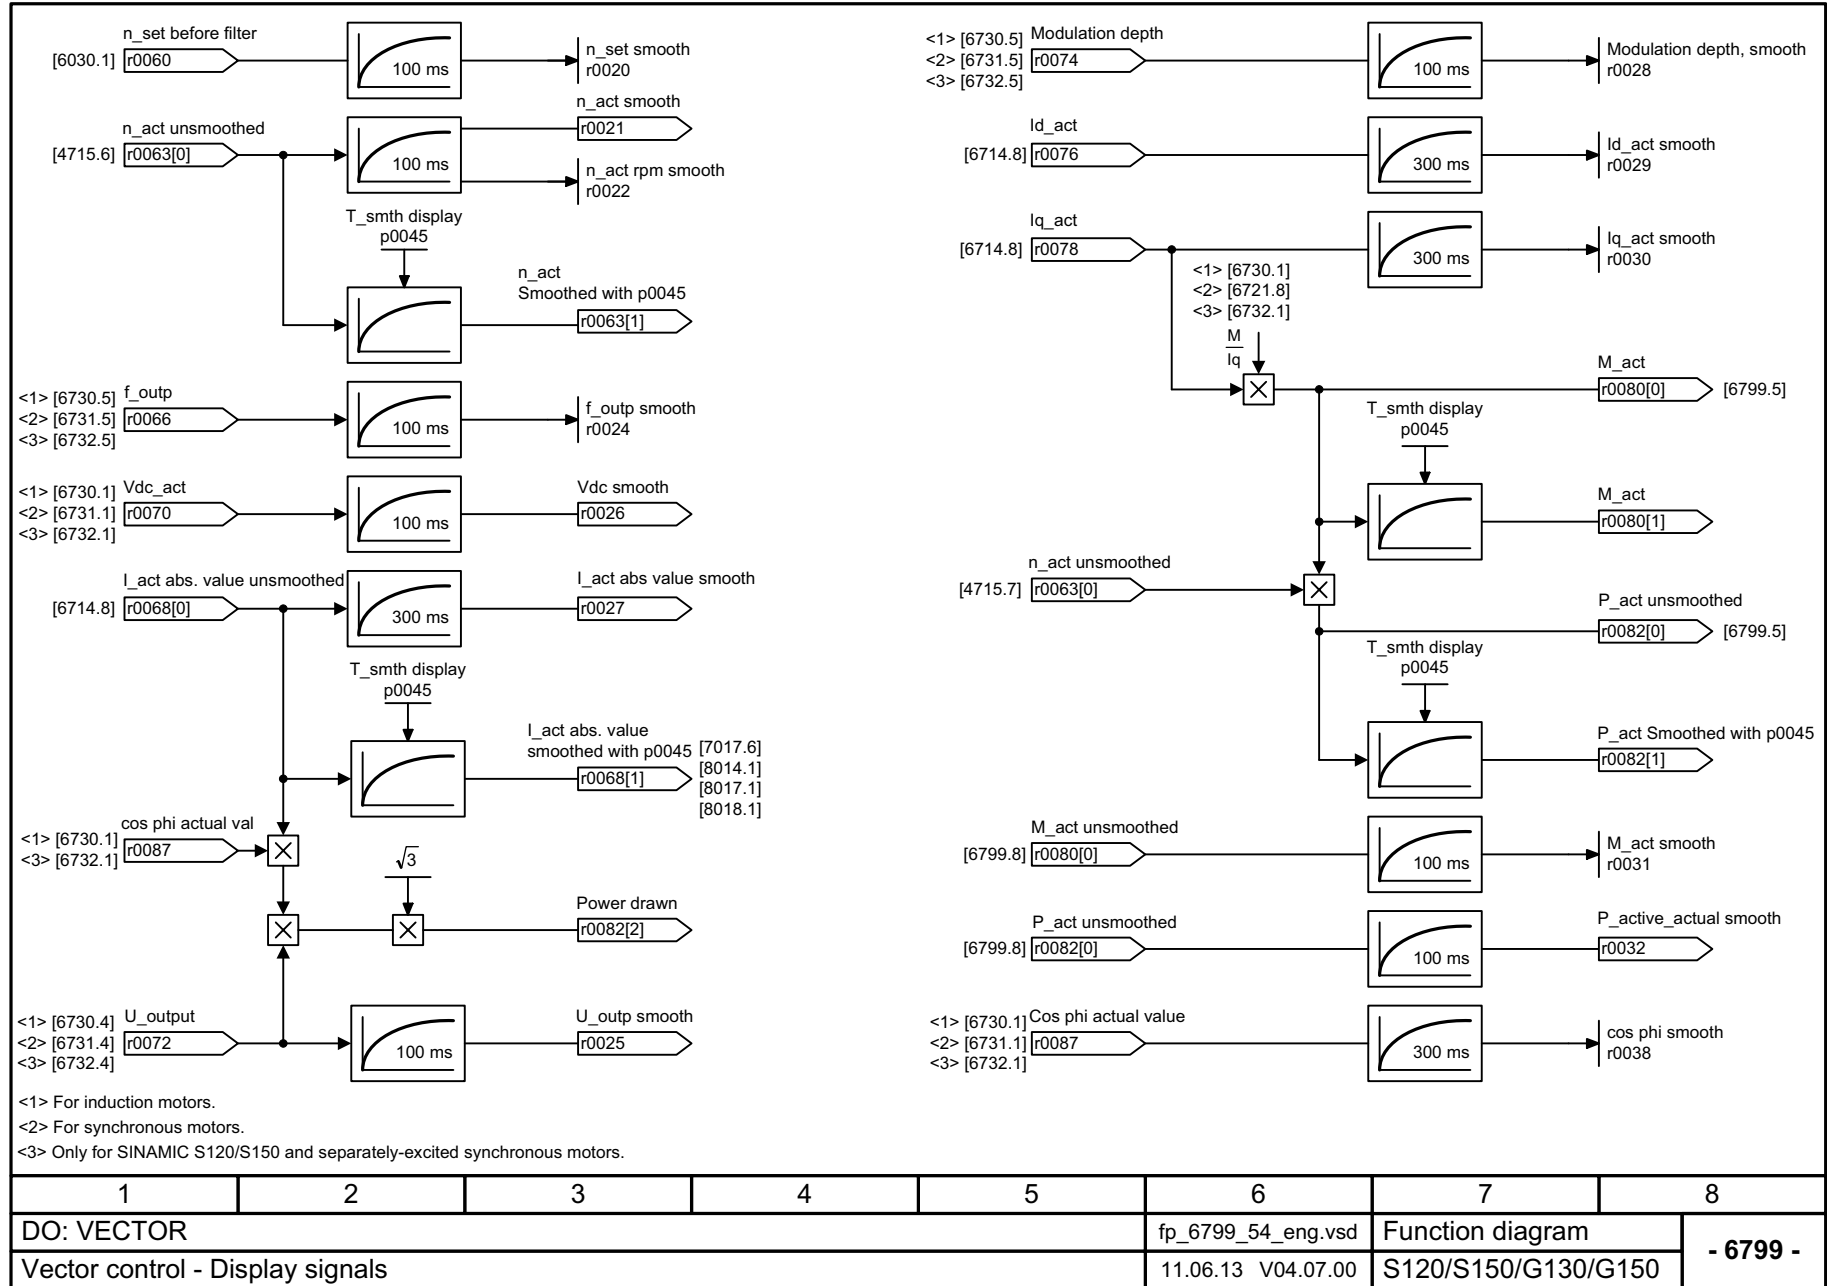 n_set before filter
[6030.1] r0060
100 ms
n_set smooth
r0020
n_act smooth
r0021
n_act unsmoothed
[4715.6] r0063[0]
100 ms
n_act rpm smooth
r0022
T_smth display
p0045
n_act
Smoothed with p0045
r0063[1]
<1> [6730.5] f_outp
<2> [6731.5] r0066
<3> [6732.5]
100 ms
f_outp smooth
r0024
<1> [6730.1] Vdc_act
<2> [6731.1] r0070
<3> [6732.1]
100 ms
Vdc smooth
r0026
I_act abs. value unsmoothed
[6714.8] r0068[0]
300 ms
I_act abs value smooth
r0027
T_smth display
p0045
I_act abs. value
smoothed with p0045 [7017.6]
r0068[1] [8014.1]
[8017.1]
[8018.1]
cos phi actual val
<1> [6730.1] r0087
<3> [6732.1]
√3
Power drawn
r0082[2]
<1> [6730.4] U_output
<2> [6731.4] r0072
<3> [6732.4]
100 ms
U_outp smooth
r0025
<1> For induction motors.
<2> For synchronous motors.
<3> Only for SINAMIC S120/S150 and separately-excited synchronous motors.
<1> [6730.5] Modulation depth
<2> [6731.5] r0074
<3> [6732.5]
100 ms
Modulation depth, smooth
r0028
Id_act
[6714.8] r0076
300 ms
Id_act smooth
r0029
Iq_act
[6714.8] r0078
300 ms
Iq_act smooth
r0030
<1> [6730.1]
<2> [6721.8]
<3> [6732.1]
M
Iq
M_act
r0080[0] [6799.5]
T_smth display
p0045
M_act
r0080[1]
n_act unsmoothed
[4715.7] r0063[0]
P_act unsmoothed
r0082[0] [6799.5]
T_smth display
p0045
P_act Smoothed with p0045
r0082[1]
M_act unsmoothed
[6799.8] r0080[0]
100 ms
M_act smooth
r0031
P_act unsmoothed
[6799.8] r0082[0]
100 ms
P_active_actual smooth
r0032
<1> [6730.1] Cos phi actual value
<2> [6731.1] r0087
<3> [6732.1]
300 ms
cos phi smooth
r0038
1 2 3 4 5 6 7 8
DO: VECTOR fp_6799_54_eng.vsd Function diagram
- 6799 -
Vector control - Display signals 11.06.13 V04.07.00 S120/S150/G130/G150